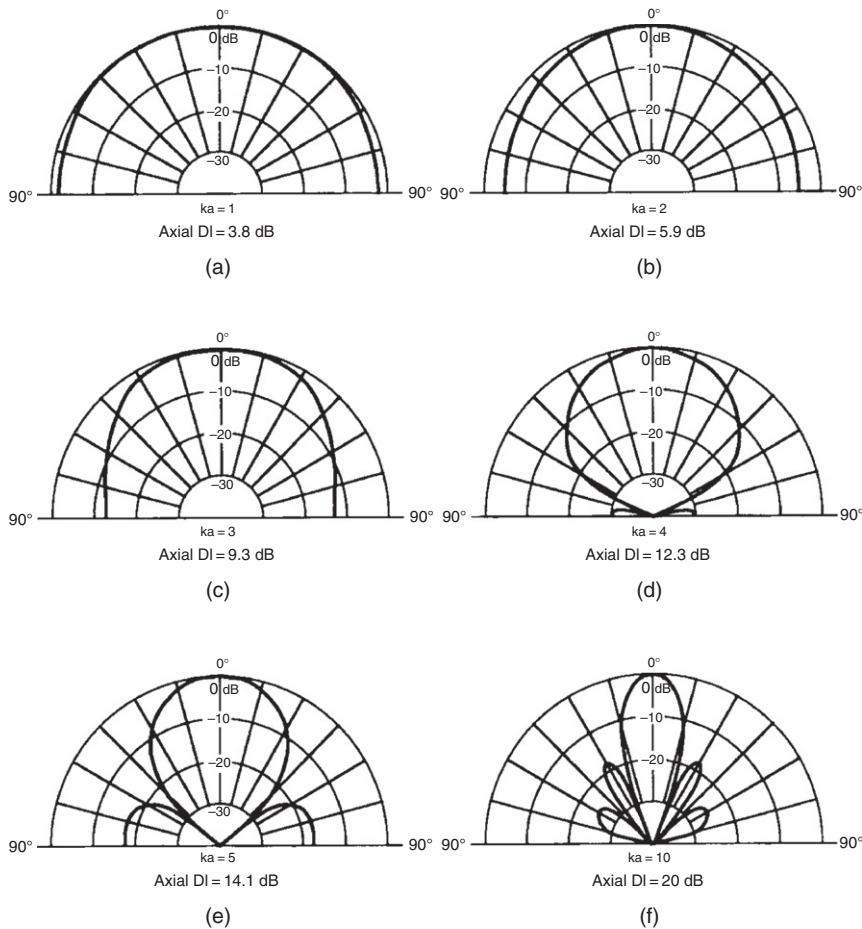 0° 0°
0 dB 0 dB
–10 –10
–20 –20
–30 –30
90° 90° 90° 90°
ka = 1 ka = 2
Axial DI = 3.8 dB Axial DI = 5.9 dB
(a) (b)
0° 0°
0 dB 0 dB
–10 –10
–20 –20
–30 –30
90° 90° 90° 90°
ka = 3 ka = 4
Axial DI = 9.3 dB Axial DI = 12.3 dB
(c) (d)
0° 0°
0 dB 0 dB
–10 –10
–20 –20
–30 –30
90° 90° 90° 90°
ka = 5 ka = 10
Axial DI = 14.1 dB Axial DI = 20 dB
(e) (f)